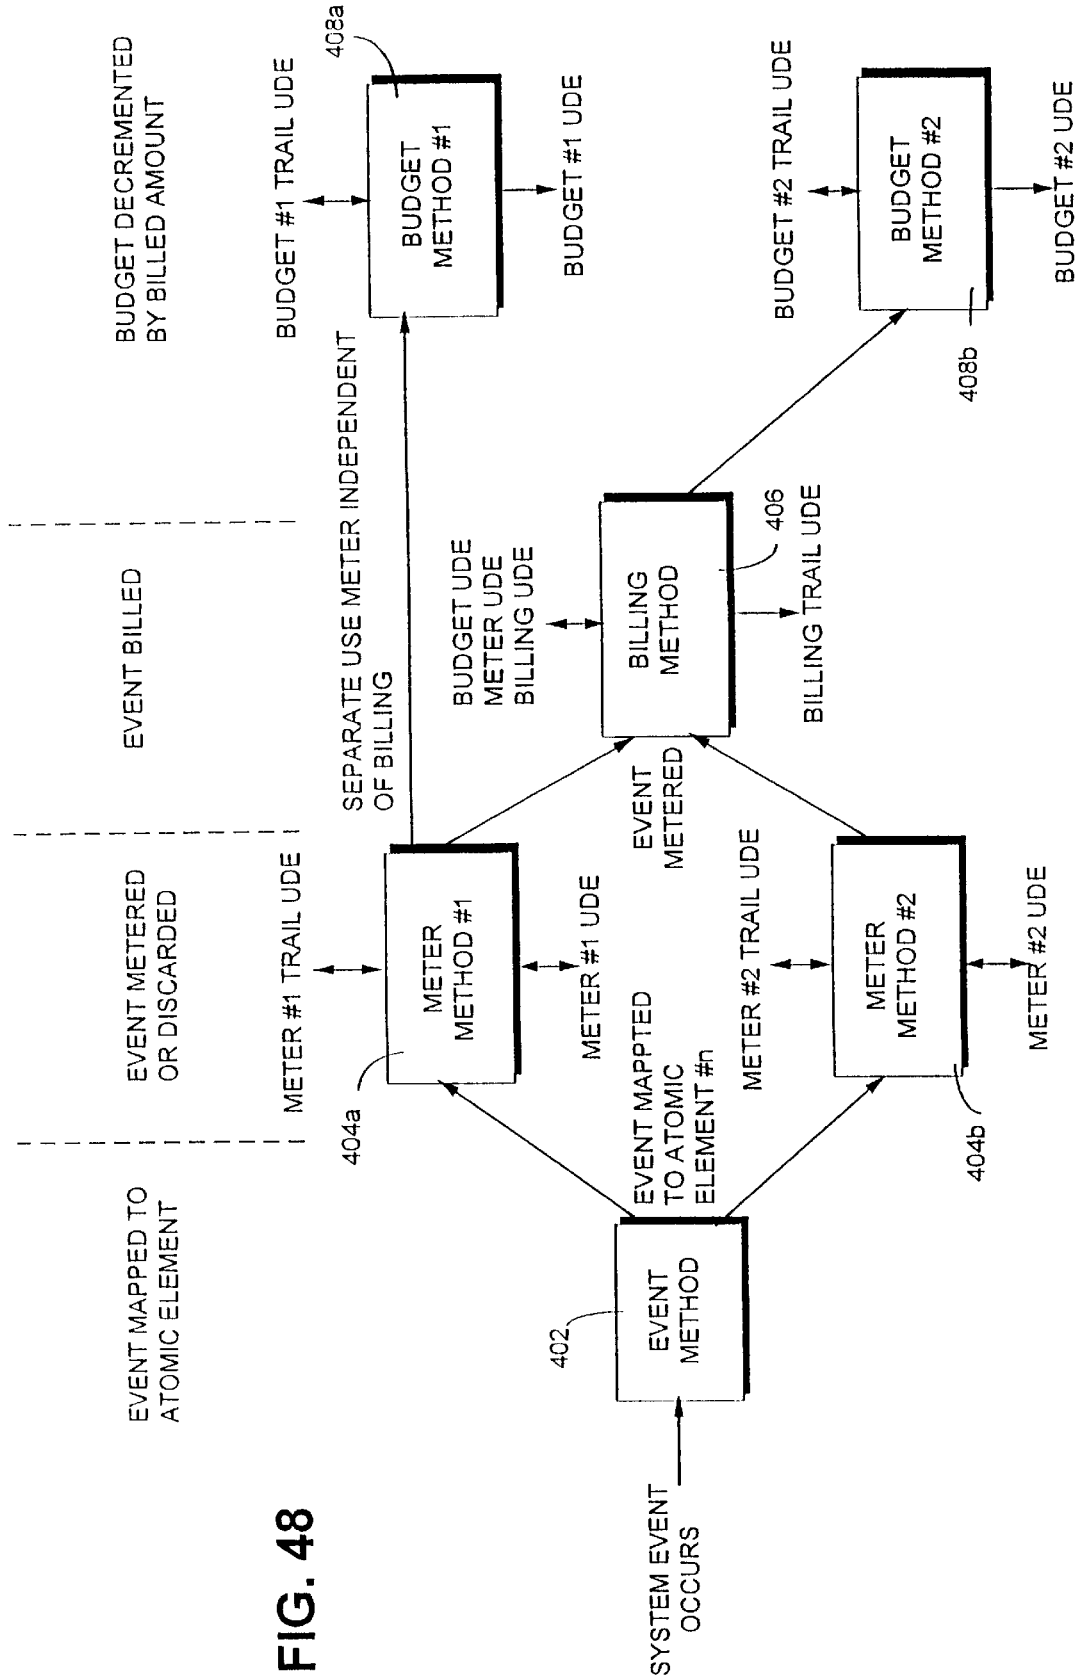 FIG. 48
EVENT MAPPED TO
ATOMIC ELEMENT
EVENT METERED
OR DISCARDED
EVENT BILLED
BUDGET DECREMENTED
BY BILLED AMOUNT
SYSTEM EVENT
OCCURS
402
EVENT
METHOD
EVENT MAPPTED
TO ATOMIC
ELEMENT #n
METER #1 TRAIL UDE
404a
METER
METHOD #1
METER #1 UDE
METER #2 TRAIL UDE
METER
METHOD #2
404b
METER #2 UDE
SEPARATE USE METER INDEPENDENT
OF BILLING
EVENT
METERED
BUDGET UDE
METER UDE
BILLING UDE
BILLING
METHOD
406
BILLING TRAIL UDE
BUDGET #1 TRAIL UDE
408a
BUDGET
METHOD #1
BUDGET #1 UDE
BUDGET #2 TRAIL UDE
BUDGET
METHOD #2
408b
BUDGET #2 UDE